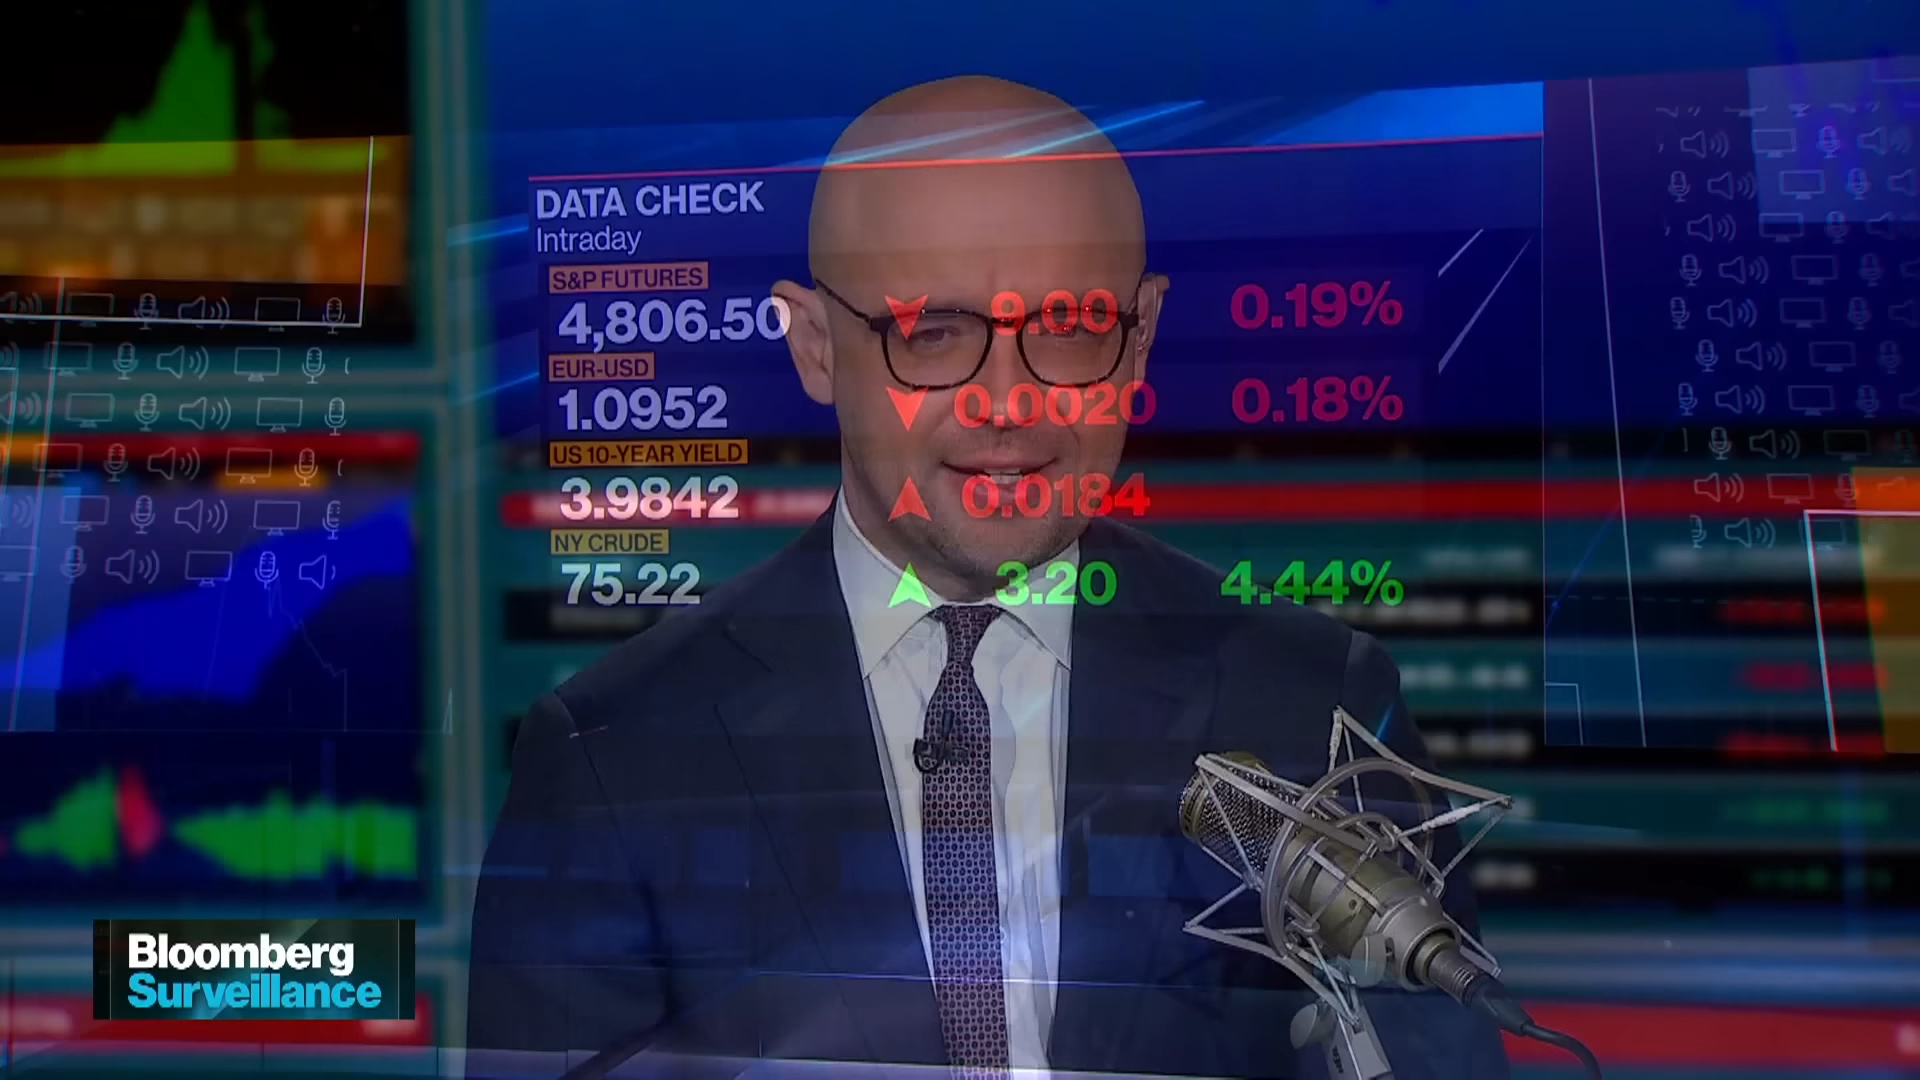 DATA CHECK
Intraday
S&P FUTURES
4,806.50 9.00 0.19%
EUR-USD
1.0952 0.0020 0.18%
US 10-YEAR YIELD
3.9842 0.0184
NY CRUDE
75.22 3.20 4.44%
Bloomberg
Surveillance